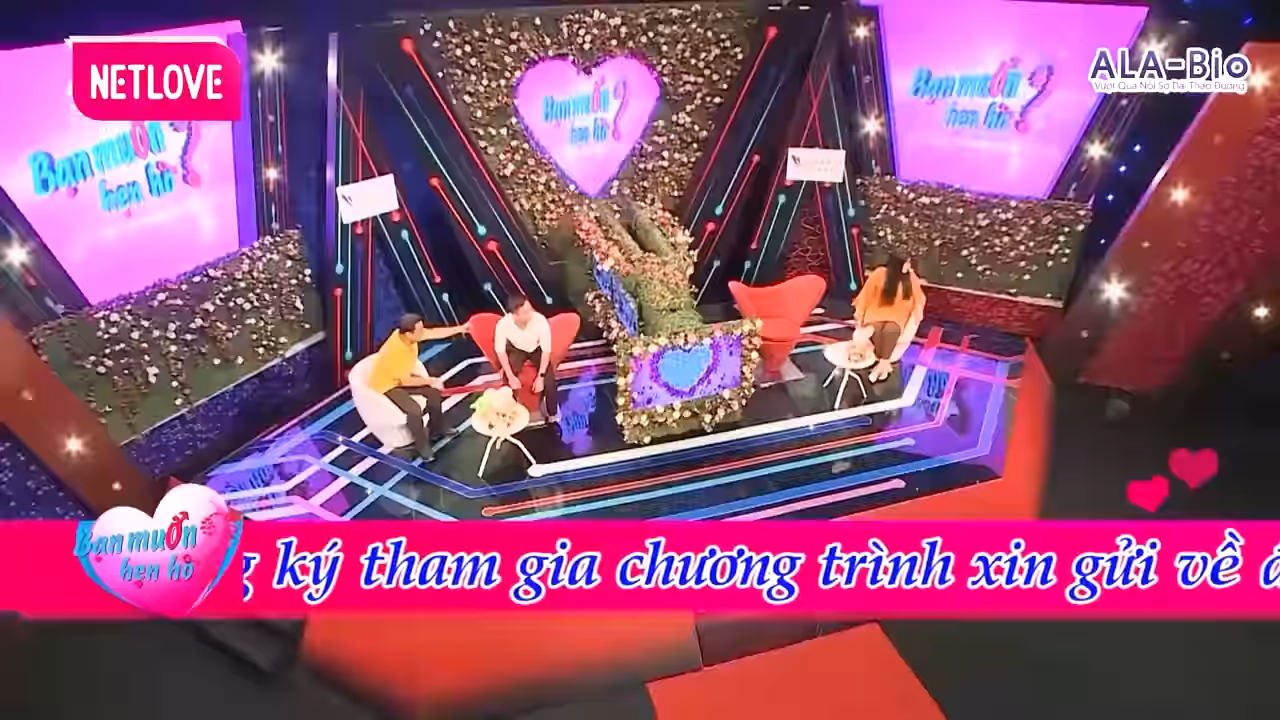 NETLOVE
ALA-Bio
Vượt Qua Nỗi Sợ Đái Tháo Đường
Bạn muốn
hẹn hò ?
Bạn muốn
hẹn hò ?
Bạn muốn
hẹn hò ?
Bạn muốn
hẹn hò
g ký tham gia chương trình xin gửi về